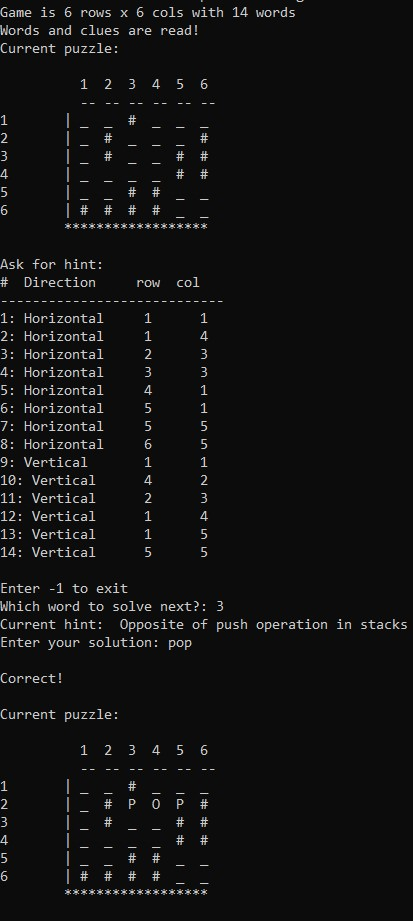 Game is 6 rows x 6 cols with 14 words
Words and clues are read!
Current puzzle:
1 2 3 4 5 6
-- -- -- -- -- --
1 | _ _ # _ _ _
2 | _ # _ _ _ #
3 | _ # _ _ # #
4 | _ _ _ _ # #
5 | _ _ # # _ _
6 | # # # # _ _
******************
Ask for hint:
# Direction row col
----------------------------
1: Horizontal 1 1
2: Horizontal 1 4
3: Horizontal 2 3
4: Horizontal 3 3
5: Horizontal 4 1
6: Horizontal 5 1
7: Horizontal 5 5
8: Horizontal 6 5
9: Vertical 1 1
10: Vertical 4 2
11: Vertical 2 3
12: Vertical 1 4
13: Vertical 1 5
14: Vertical 5 5
Enter -1 to exit
Which word to solve next?: 3
Current hint: Opposite of push operation in stacks
Enter your solution: pop
Correct!
Current puzzle:
1 2 3 4 5 6
-- -- -- -- -- --
1 | _ _ # _ _ _
2 | _ # P O P #
3 | _ # _ _ # #
4 | _ _ _ _ # #
5 | _ _ # # _ _
6 | # # # # _ _
******************